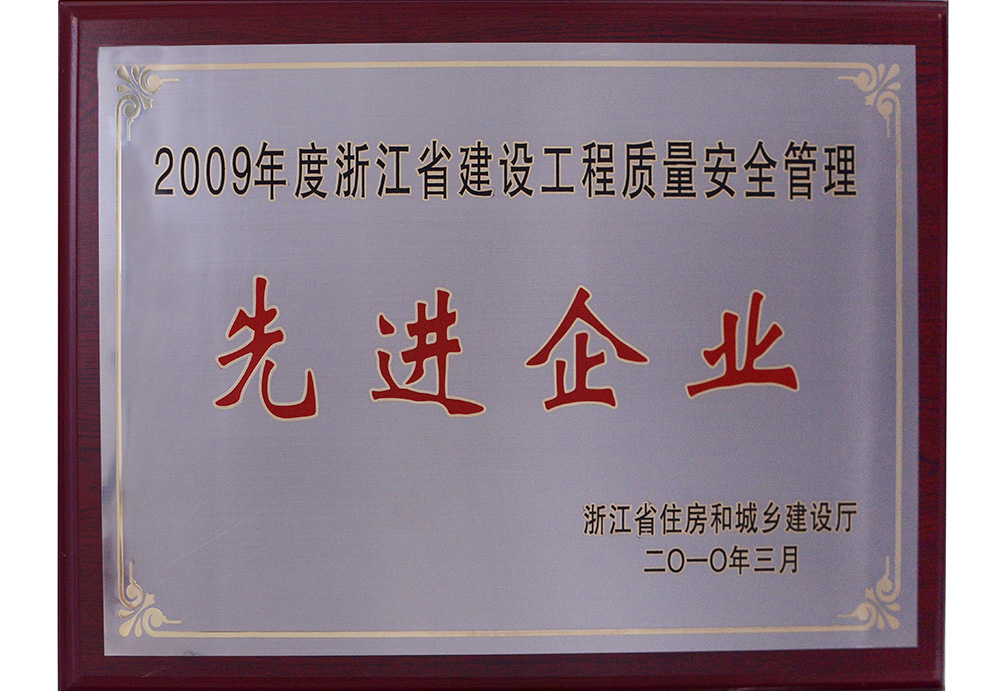 2009年度浙江省建设工程质量安全管理
先进企业
浙江省住房和城乡建设厅
二〇一〇年三月